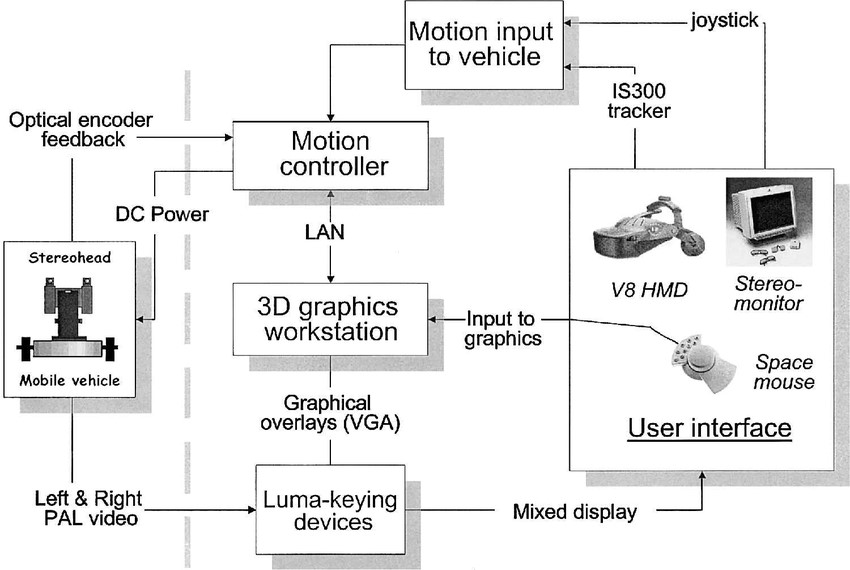 Motion input
to vehicle
joystick
IS300
tracker
Optical encoder
feedback
Motion
controller
DC Power
LAN
Stereohead
Mobile vehicle
3D graphics
workstation
Input to
graphics
V8 HMD
Stereo-
monitor
Space
mouse
User interface
Graphical
overlays (VGA)
Left & Right
PAL video
Luma-keying
devices
Mixed display